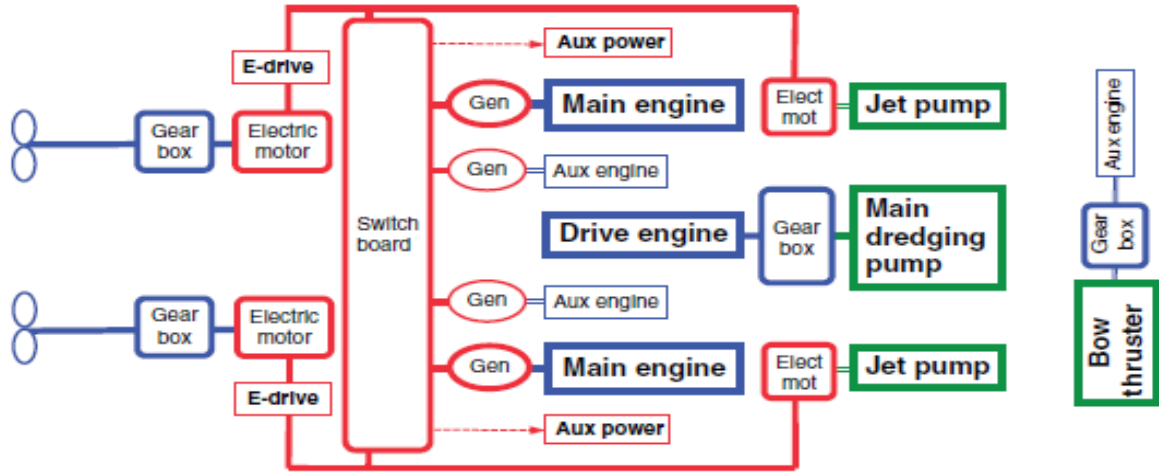 Aux power
E-drive
Gen
Main engine
Elect
mot
Jet pump
Gear
box
Electric
motor
Gen
Aux engine
Switch
board
Drive engine
Gear
box
Main
dredging
pump
Gen
Aux engine
Gear
box
Electric
motor
Gen
Main engine
Elect
mot
Jet pump
E-drive
Aux power
Aux engine
Gear
box
Bow
thruster